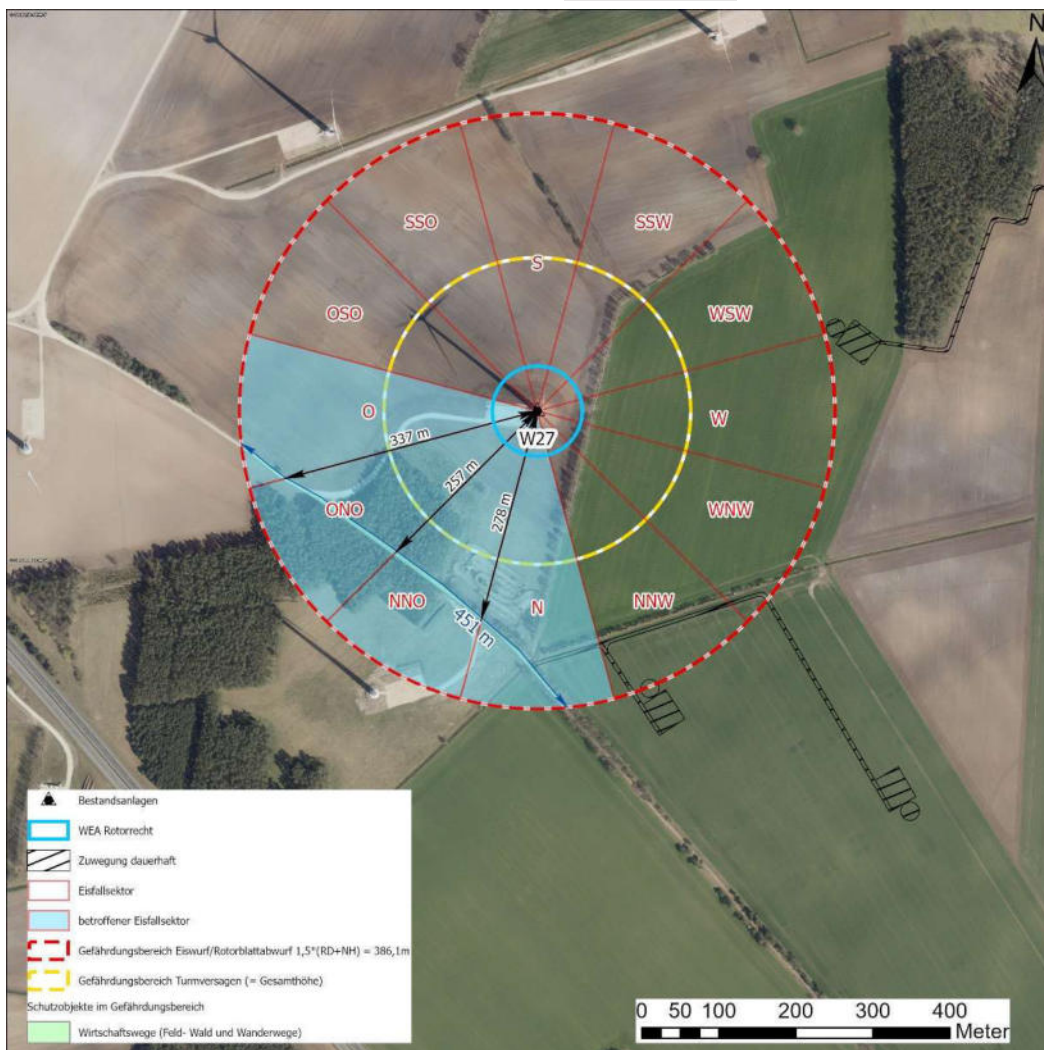 N
SSO
SSW
S
OSO
WSW
O
W
337 m
W27
257 m
278 m
ONO
WNW
NNO
N
NNW
451 m
Bestandsanlagen
WEA Rotorrecht
Zuwegung dauerhaft
Eisfallsektor
betroffener Eisfallsektor
Gefährdungsbereich Eiswurf/Rotorblattabwurf 1,5*(RD+NH) = 386,1m
Gefährdungsbereich Turmversagen (= Gesamthöhe)
Schutzobjekte im Gefährdungsbereich
Wirtschaftswege (Feld- Wald und Wanderwege)
0 50 100 200 300 400
Meter